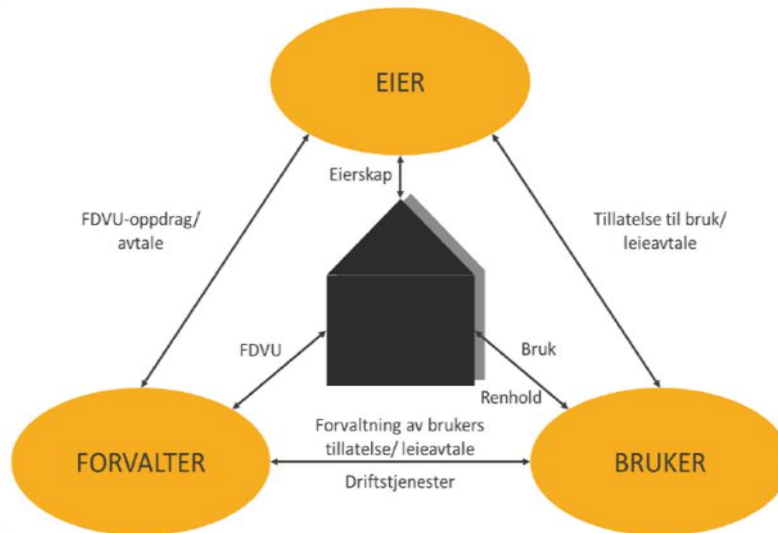 EIER
Eierskap
FDVU-oppdrag/
avtale
Tillatelse til bruk/
leieavtale
FDVU
Bruk
Renhold
Forvaltning av brukers
tillatelse/ leieavtale
Driftstjenester
FORVALTER
BRUKER